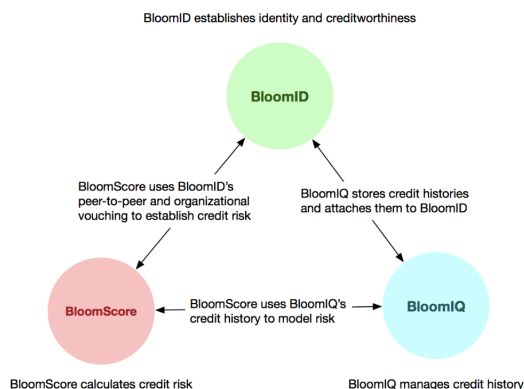 BloomID establishes identity and creditworthiness
BloomID
BloomScore uses BloomID's
peer-to-peer and organizational
vouching to establish credit risk
BloomIQ stores credit histories
and attaches them to BloomID
BloomScore
BloomScore uses BloomIQ's
credit history to model risk
BloomIQ
BloomScore calculates credit risk
BloomIQ manages credit history